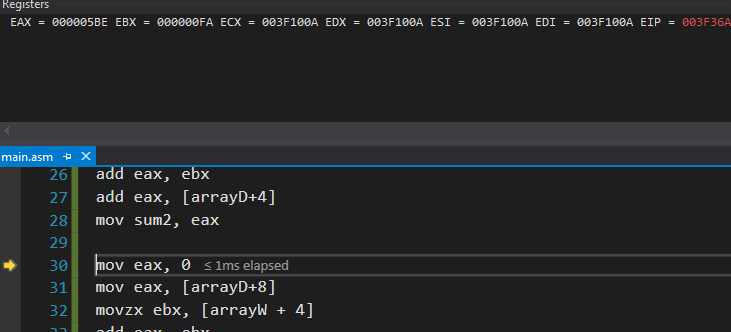 Registers
EAX = 000005BE EBX = 000000FA ECX = 003F100A EDX = 003F100A ESI = 003F100A EDI = 003F100A EIP = 003F36A
main.asm
26 add eax, ebx
27 add eax, [arrayD+4]
28 mov sum2, eax
29
30 mov eax, 0 ≤ 1ms elapsed
31 mov eax, [arrayD+8]
32 movzx ebx, [arrayW + 4]
33 add eax, ebx